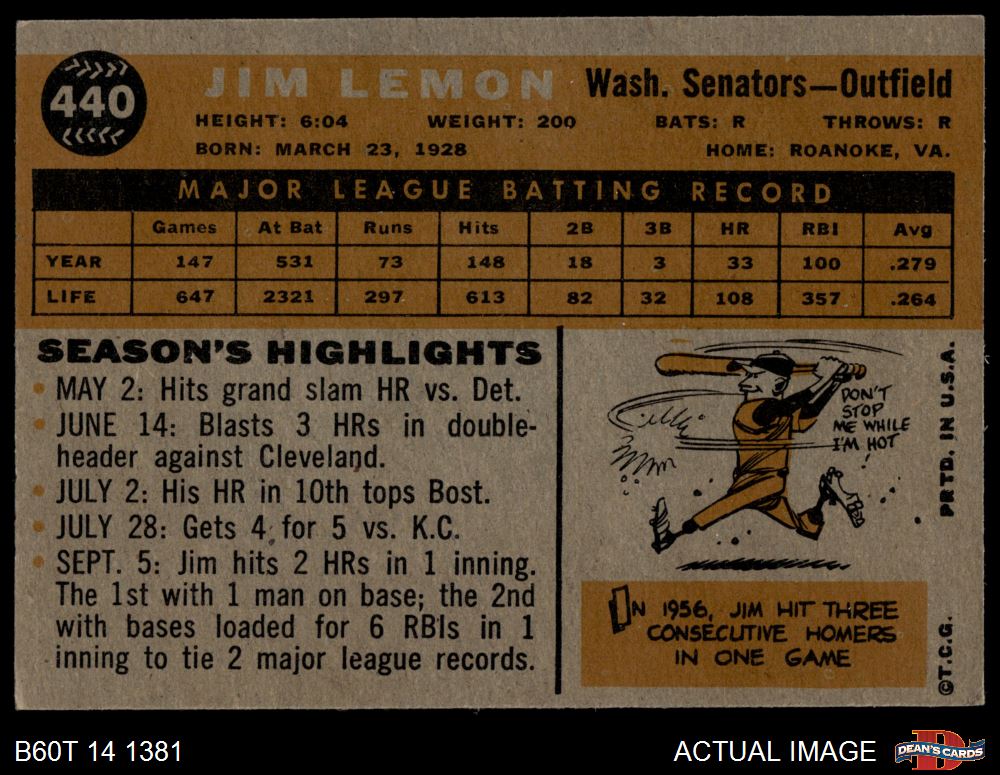 440
JIM LEMON Wash. Senators—Outfield
HEIGHT: 6:04 WEIGHT: 200 BATS: R THROWS: R
BORN: MARCH 23, 1928 HOME: ROANOKE, VA.
MAJOR LEAGUE BATTING RECORD
Games At Bat Runs Hits 2B 3B HR RBI Avg
YEAR 147 531 73 148 18 3 33 100 .279
LIFE 647 2321 297 613 82 32 108 357 .264
SEASON'S HIGHLIGHTS
• MAY 2: Hits grand slam HR vs. Det.
• JUNE 14: Blasts 3 HRs in double-
header against Cleveland.
• JULY 2: His HR in 10th tops Bost.
• JULY 28: Gets 4 for 5 vs. K.C.
• SEPT. 5: Jim hits 2 HRs in 1 inning.
The 1st with 1 man on base; the 2nd
with bases loaded for 6 RBIs in 1
inning to tie 2 major league records.
DON'T
STOP
ME WHILE
I'M HOT
!
IN 1956, JIM HIT THREE
CONSECUTIVE HOMERS
IN ONE GAME
PRTD. IN U.S.A.
©T.C.G.
B60T 14 1381
ACTUAL IMAGE
D
DEAN'S CARDS